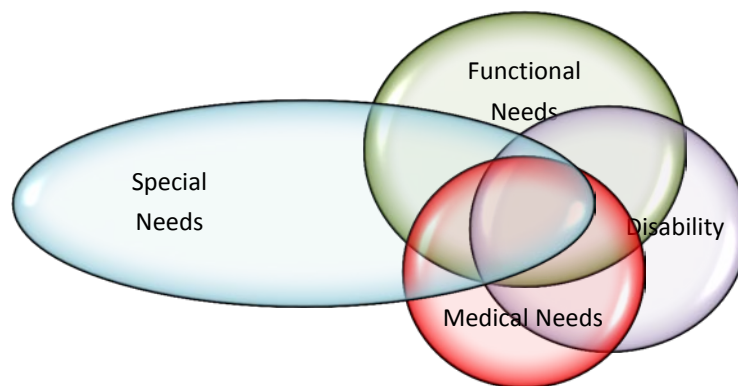 Functional
Needs
Special
Needs
Disability
Medical Needs